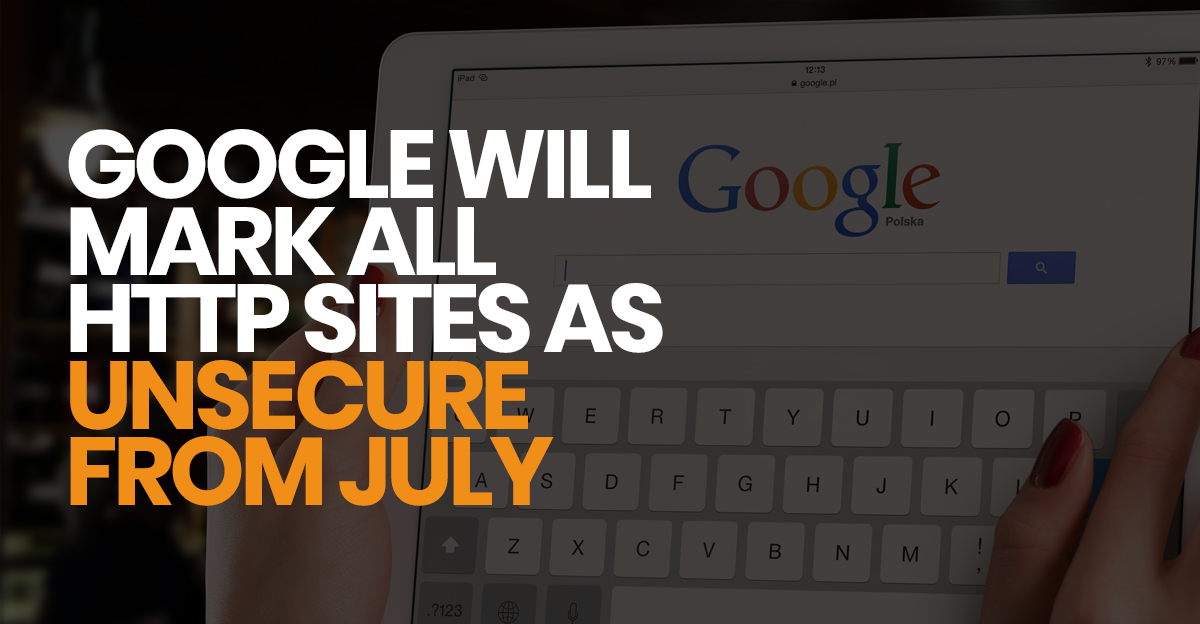 GOOGLE WILL
MARK ALL
HTTP SITES AS
UNSECURE
FROM JULY
iPad
12:13
97%
google.pl
Google
Polska
W E R T Y U I O P
A S D F G H J K
Z X C V B N M ! ,
.?123